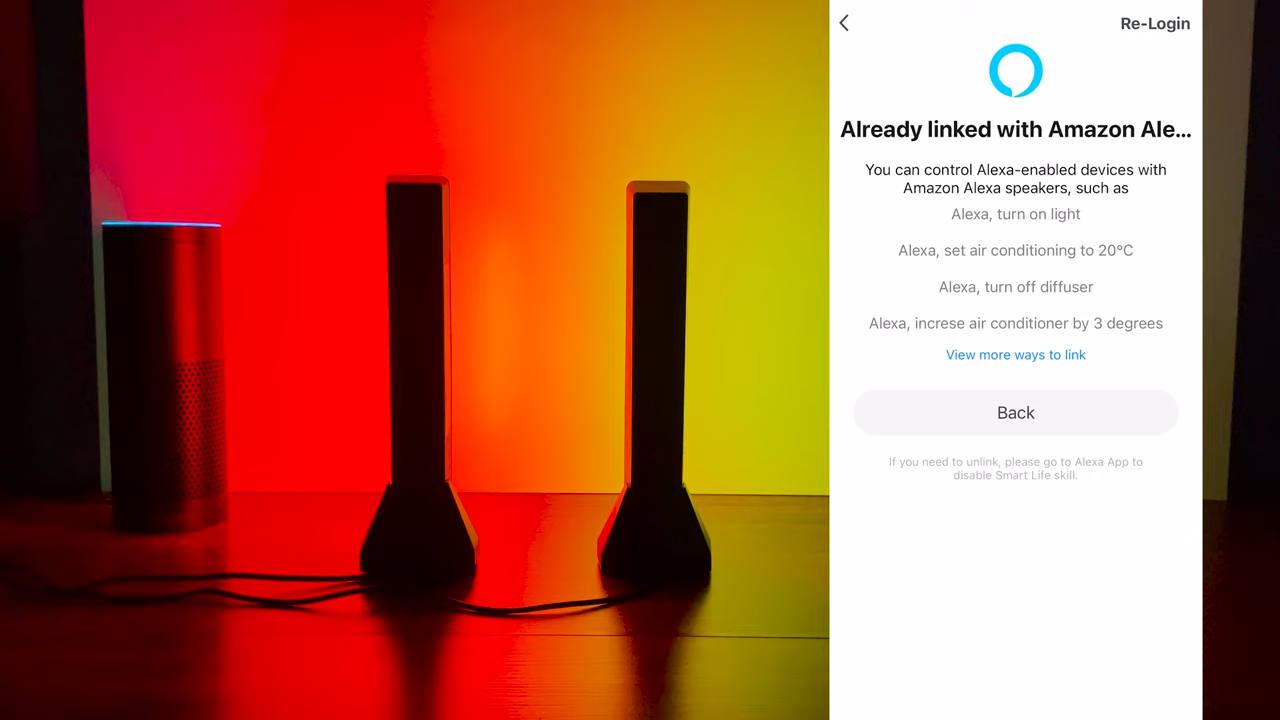 Re-Login
Already linked with Amazon Ale...
You can control Alexa-enabled devices with
Amazon Alexa speakers, such as
Alexa, turn on light
Alexa, set air conditioning to 20°C
Alexa, turn off diffuser
Alexa, increse air conditioner by 3 degrees
View more ways to link
Back
If you need to unlink, please go to Alexa App to
disable Smart Life skill.